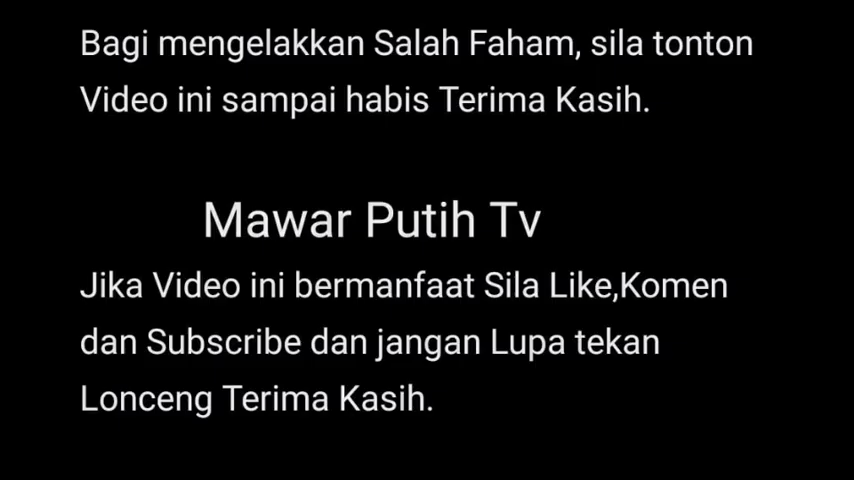 Bagi mengelakkan Salah Faham, sila tonton
Video ini sampai habis Terima Kasih.
Mawar Putih Tv
Jika Video ini bermanfaat Sila Like,Komen
dan Subscribe dan jangan Lupa tekan
Lonceng Terima Kasih.